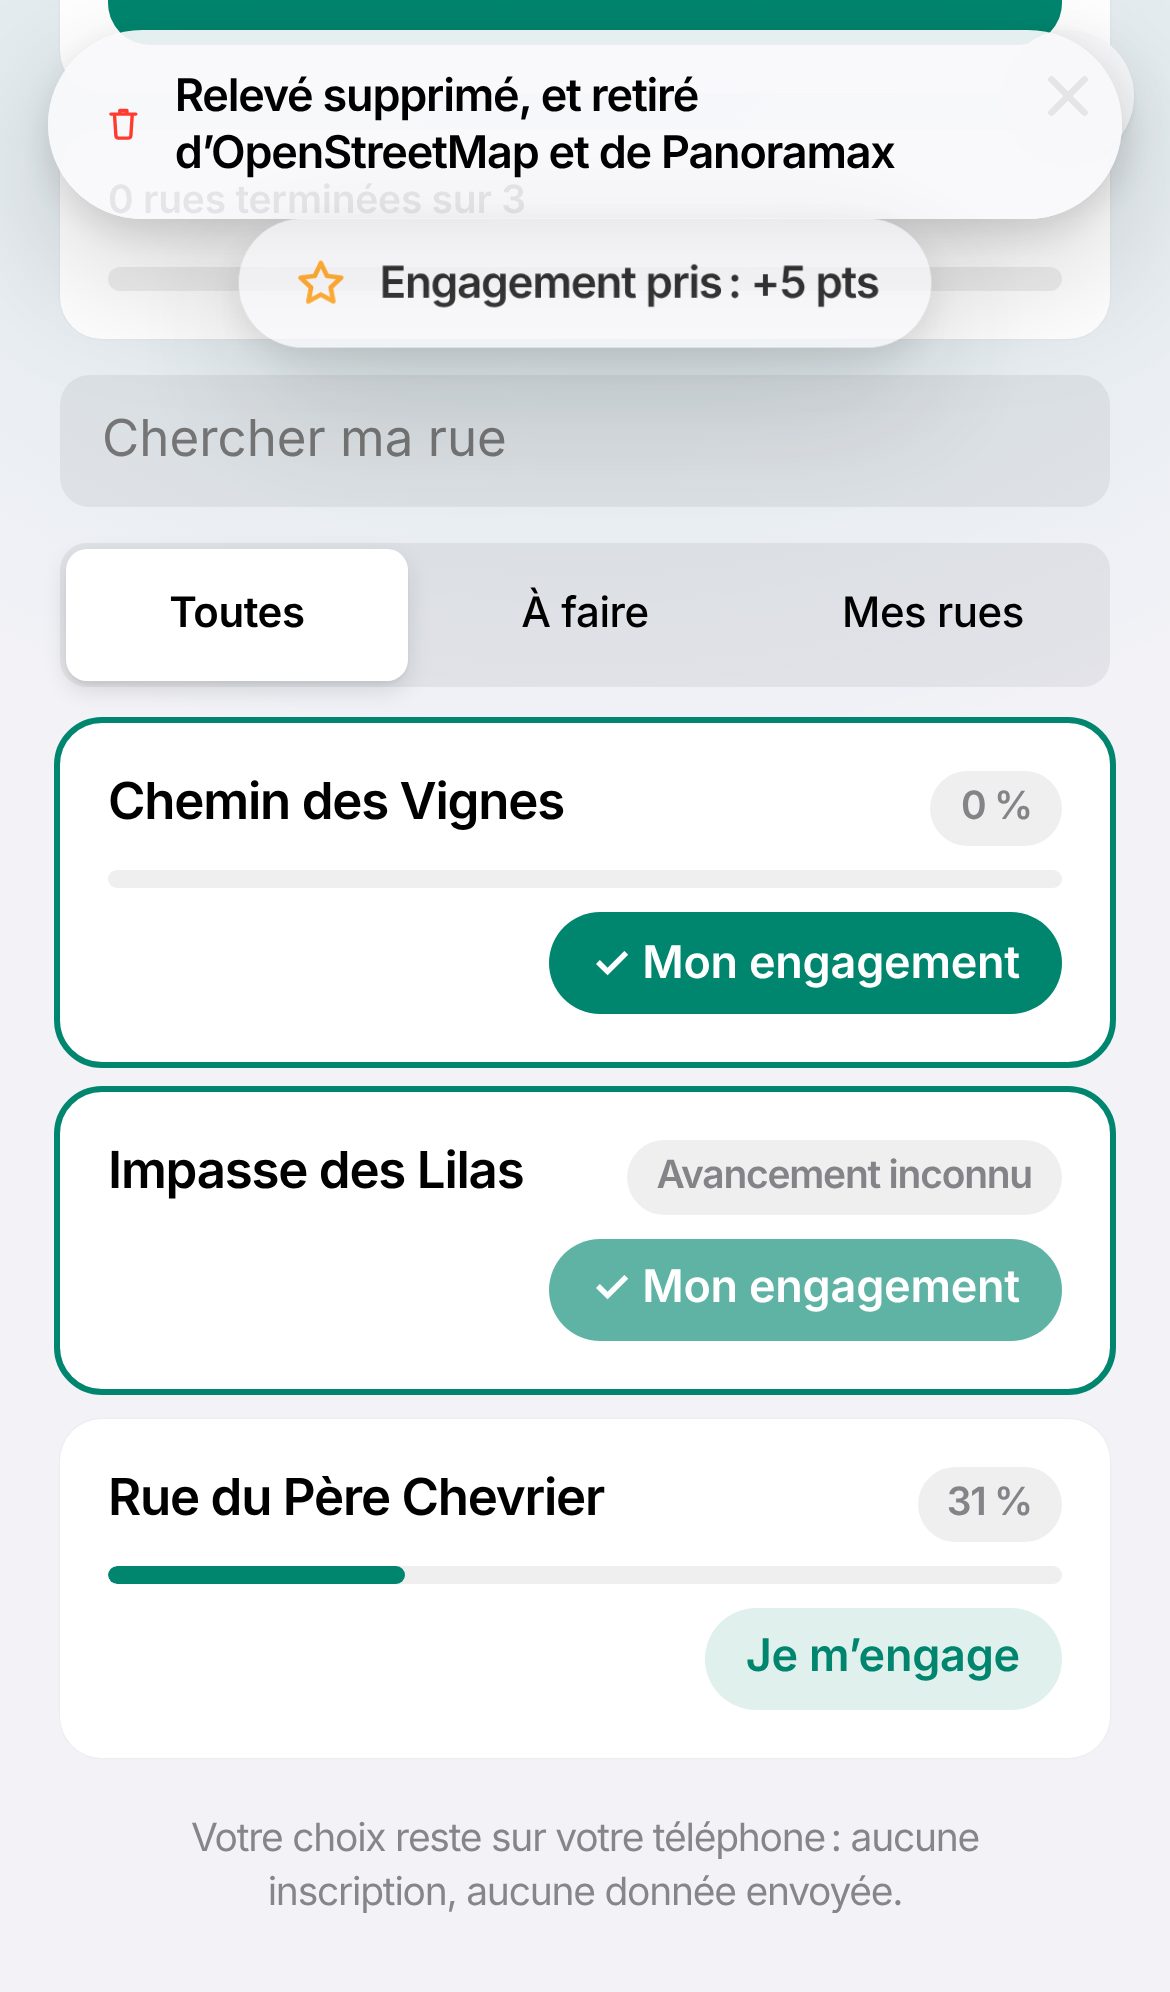 Relevé supprimé, et retiré
d’OpenStreetMap et de Panoramax
0 rues terminées sur 3
Engagement pris : +5 pts
Chercher ma rue
Toutes
À faire
Mes rues
Chemin des Vignes
0 %
✓ Mon engagement
Impasse des Lilas
Avancement inconnu
✓ Mon engagement
Rue du Père Chevrier
31 %
Je m’engage
Votre choix reste sur votre téléphone : aucune
inscription, aucune donnée envoyée.